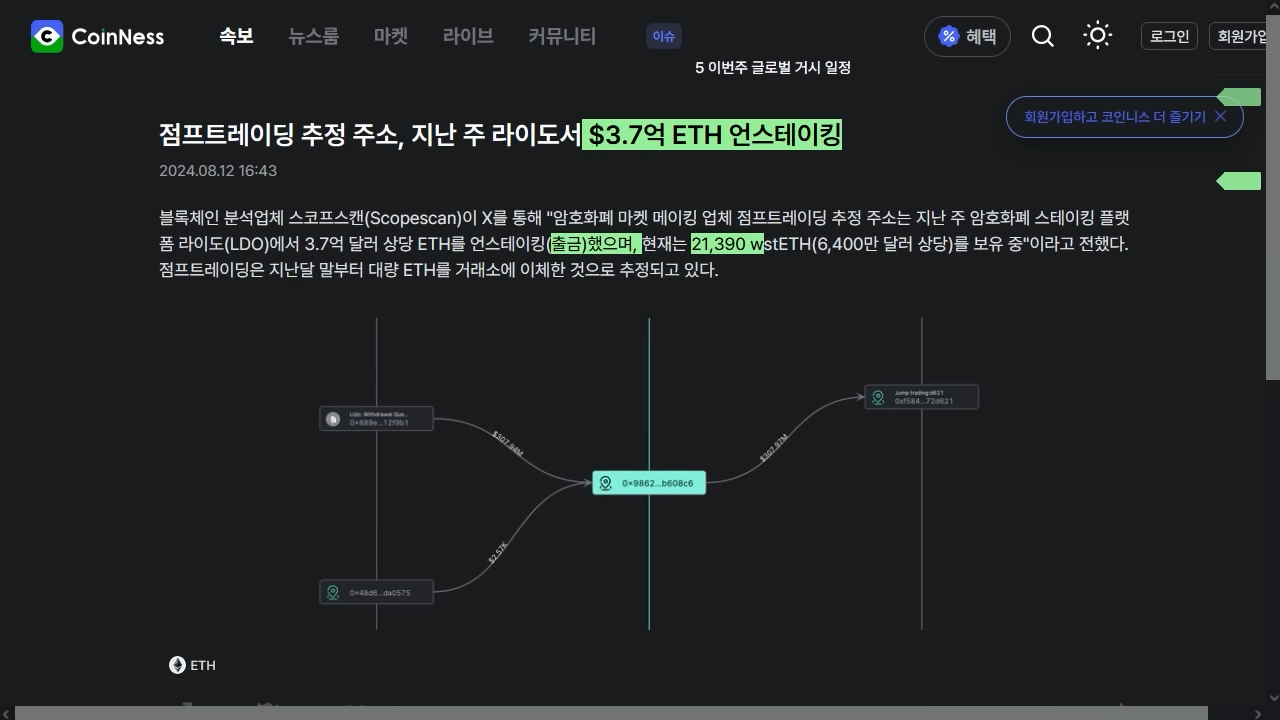 CoinNess 속보 뉴스룸 마켓 라이브 커뮤니티 이슈 혜택 로그인 회원가입
5 이번주 글로벌 거시 일정
회원가입하고 코인니스 더 즐기기
점프트레이딩 추정 주소, 지난 주 라이도서 $3.7억 ETH 언스테이킹
2024.08.12 16:43
블록체인 분석업체 스코프스캔(Scopescan)이 X를 통해 "암호화폐 마켓 메이킹 업체 점프트레이딩 추정 주소는 지난 주 암호화폐 스테이킹 플랫
폼 라이도(LDO)에서 3.7억 달러 상당 ETH를 언스테이킹(출금)했으며, 현재는 21,390 wstETH(6,400만 달러 상당)를 보유 중"이라고 전했다.
점프트레이딩은 지난달 말부터 대량 ETH를 거래소에 이체한 것으로 추정되고 있다.
Jump trading:d621
0xf584...72d621
Lido: Withdrawal Que...
0x889e...12f9b1
$307.94M
$307.97M
0x9862...b608c6
$2.57K
0x48d6...da0575
ETH